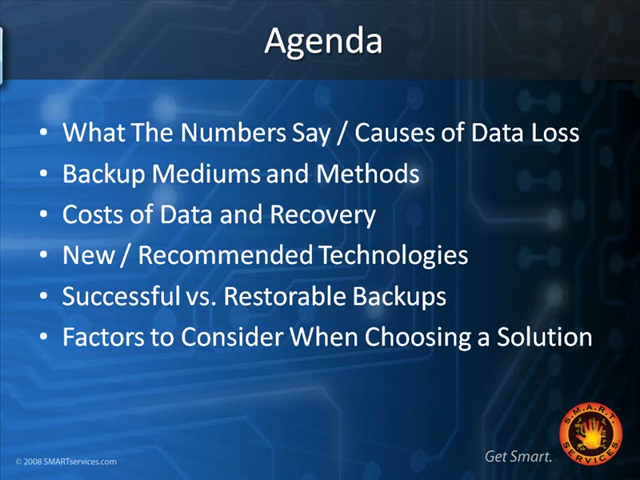 Agenda
• What The Numbers Say / Causes of Data Loss
• Backup Mediums and Methods
• Costs of Data and Recovery
• New / Recommended Technologies
• Successful vs. Restorable Backups
• Factors to Consider When Choosing a Solution
S.M.A.R.T.
SERVICES
Get Smart.
© 2008 SMARTservices.com